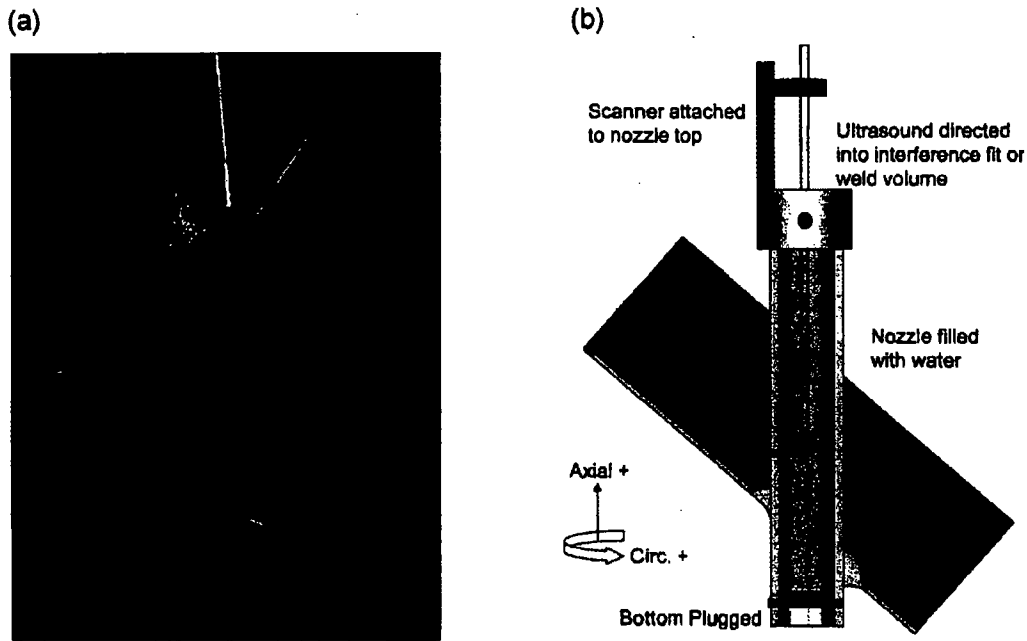 (a)
(b)
Scanner attached
to nozzle top
Ultrasound directed
into interference fit or
weld volume
Nozzle filled
with water
Axial +
Circ. +
Bottom Plugged